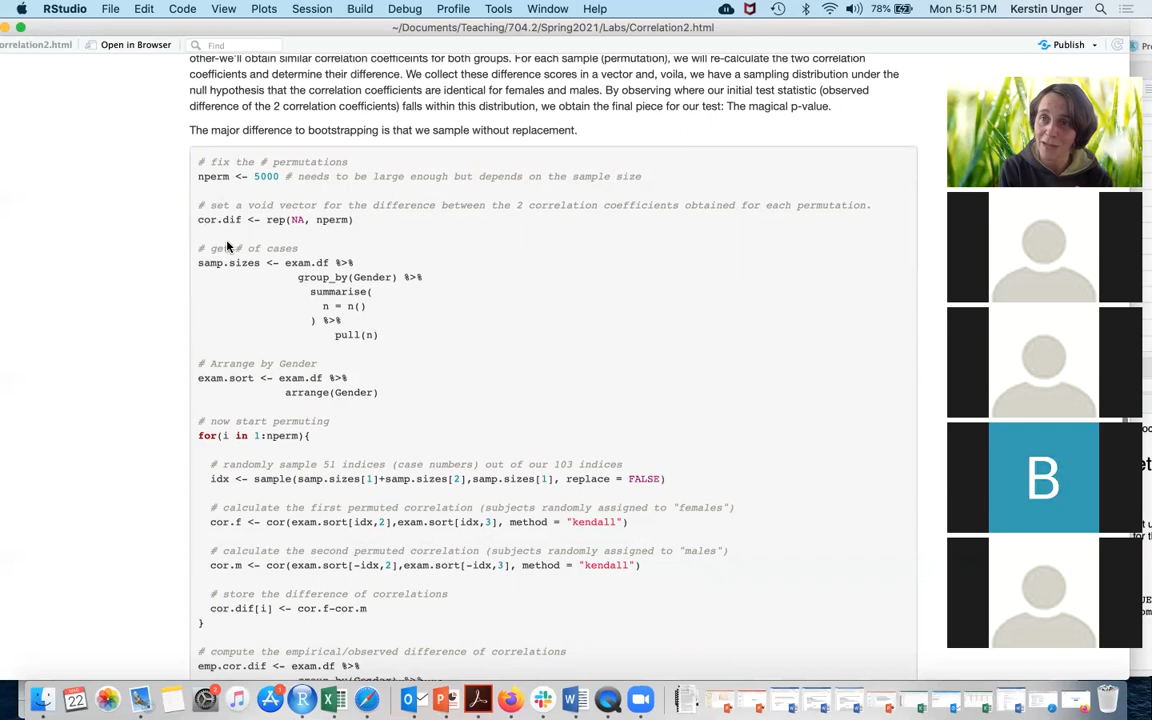 RStudio File Edit Code View Plots Session Build Debug Profile Tools Window Help 78% Mon 5:51 PM Kerstin Unger
~/Documents/Teaching/704.2/Spring2021/Labs/Correlation2.html
orrelation2.html Open in Browser Find Publish
other-we'll obtain similar correlation coefficeints for both groups. For each sample (permutation), we will re-calculate the two correlation
coefficients and determine their difference. We collect these difference scores in a vector and, voila, we have a sampling distribution under the
null hypothesis that the correlation coefficients are identical for females and males. By observing where our initial test statistic (observed
difference of the 2 correlation coefficients) falls within this distribution, we obtain the final piece for our test: The magical p-value.
The major difference to bootstrapping is that we sample without replacement.
# fix the # permutations
nperm <- 5000 # needs to be large enough but depends on the sample size
# set a void vector for the difference between the 2 correlation coefficients obtained for each permutation.
cor.dif <- rep(NA, nperm)
# get # of cases
samp.sizes <- exam.df %>%
group_by(Gender) %>%
summarise(
n = n()
) %>%
pull(n)
# Arrange by Gender
exam.sort <- exam.df %>%
arrange(Gender)
# now start permuting
for(i in 1:nperm){
# randomly sample 51 indices (case numbers) out of our 103 indices
idx <- sample(samp.sizes[1]+samp.sizes[2],samp.sizes[1], replace = FALSE)
# calculate the first permuted correlation (subjects randomly assigned to "females")
cor.f <- cor(exam.sort[idx,2],exam.sort[idx,3], method = "kendall")
# calculate the second permuted correlation (subjects randomly assigned to "males")
cor.m <- cor(exam.sort[-idx,2],exam.sort[-idx,3], method = "kendall")
# store the difference of correlations
cor.dif[i] <- cor.f-cor.m
}
# compute the empirical/observed difference of correlations
emp.cor.dif <- exam.df %>%
group_by(Gender) %>%
B
22